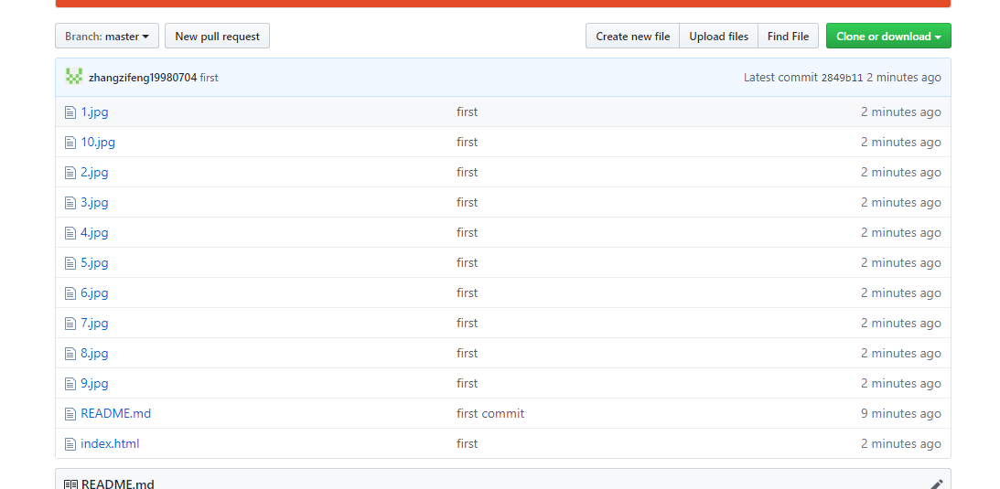 Branch: master New pull request Create new file Upload files Find File Clone or download
zhangzifeng19980704 first Latest commit 2849b11 2 minutes ago
1.jpg first 2 minutes ago
10.jpg first 2 minutes ago
2.jpg first 2 minutes ago
3.jpg first 2 minutes ago
4.jpg first 2 minutes ago
5.jpg first 2 minutes ago
6.jpg first 2 minutes ago
7.jpg first 2 minutes ago
8.jpg first 2 minutes ago
9.jpg first 2 minutes ago
README.md first commit 9 minutes ago
index.html first 2 minutes ago
README.md